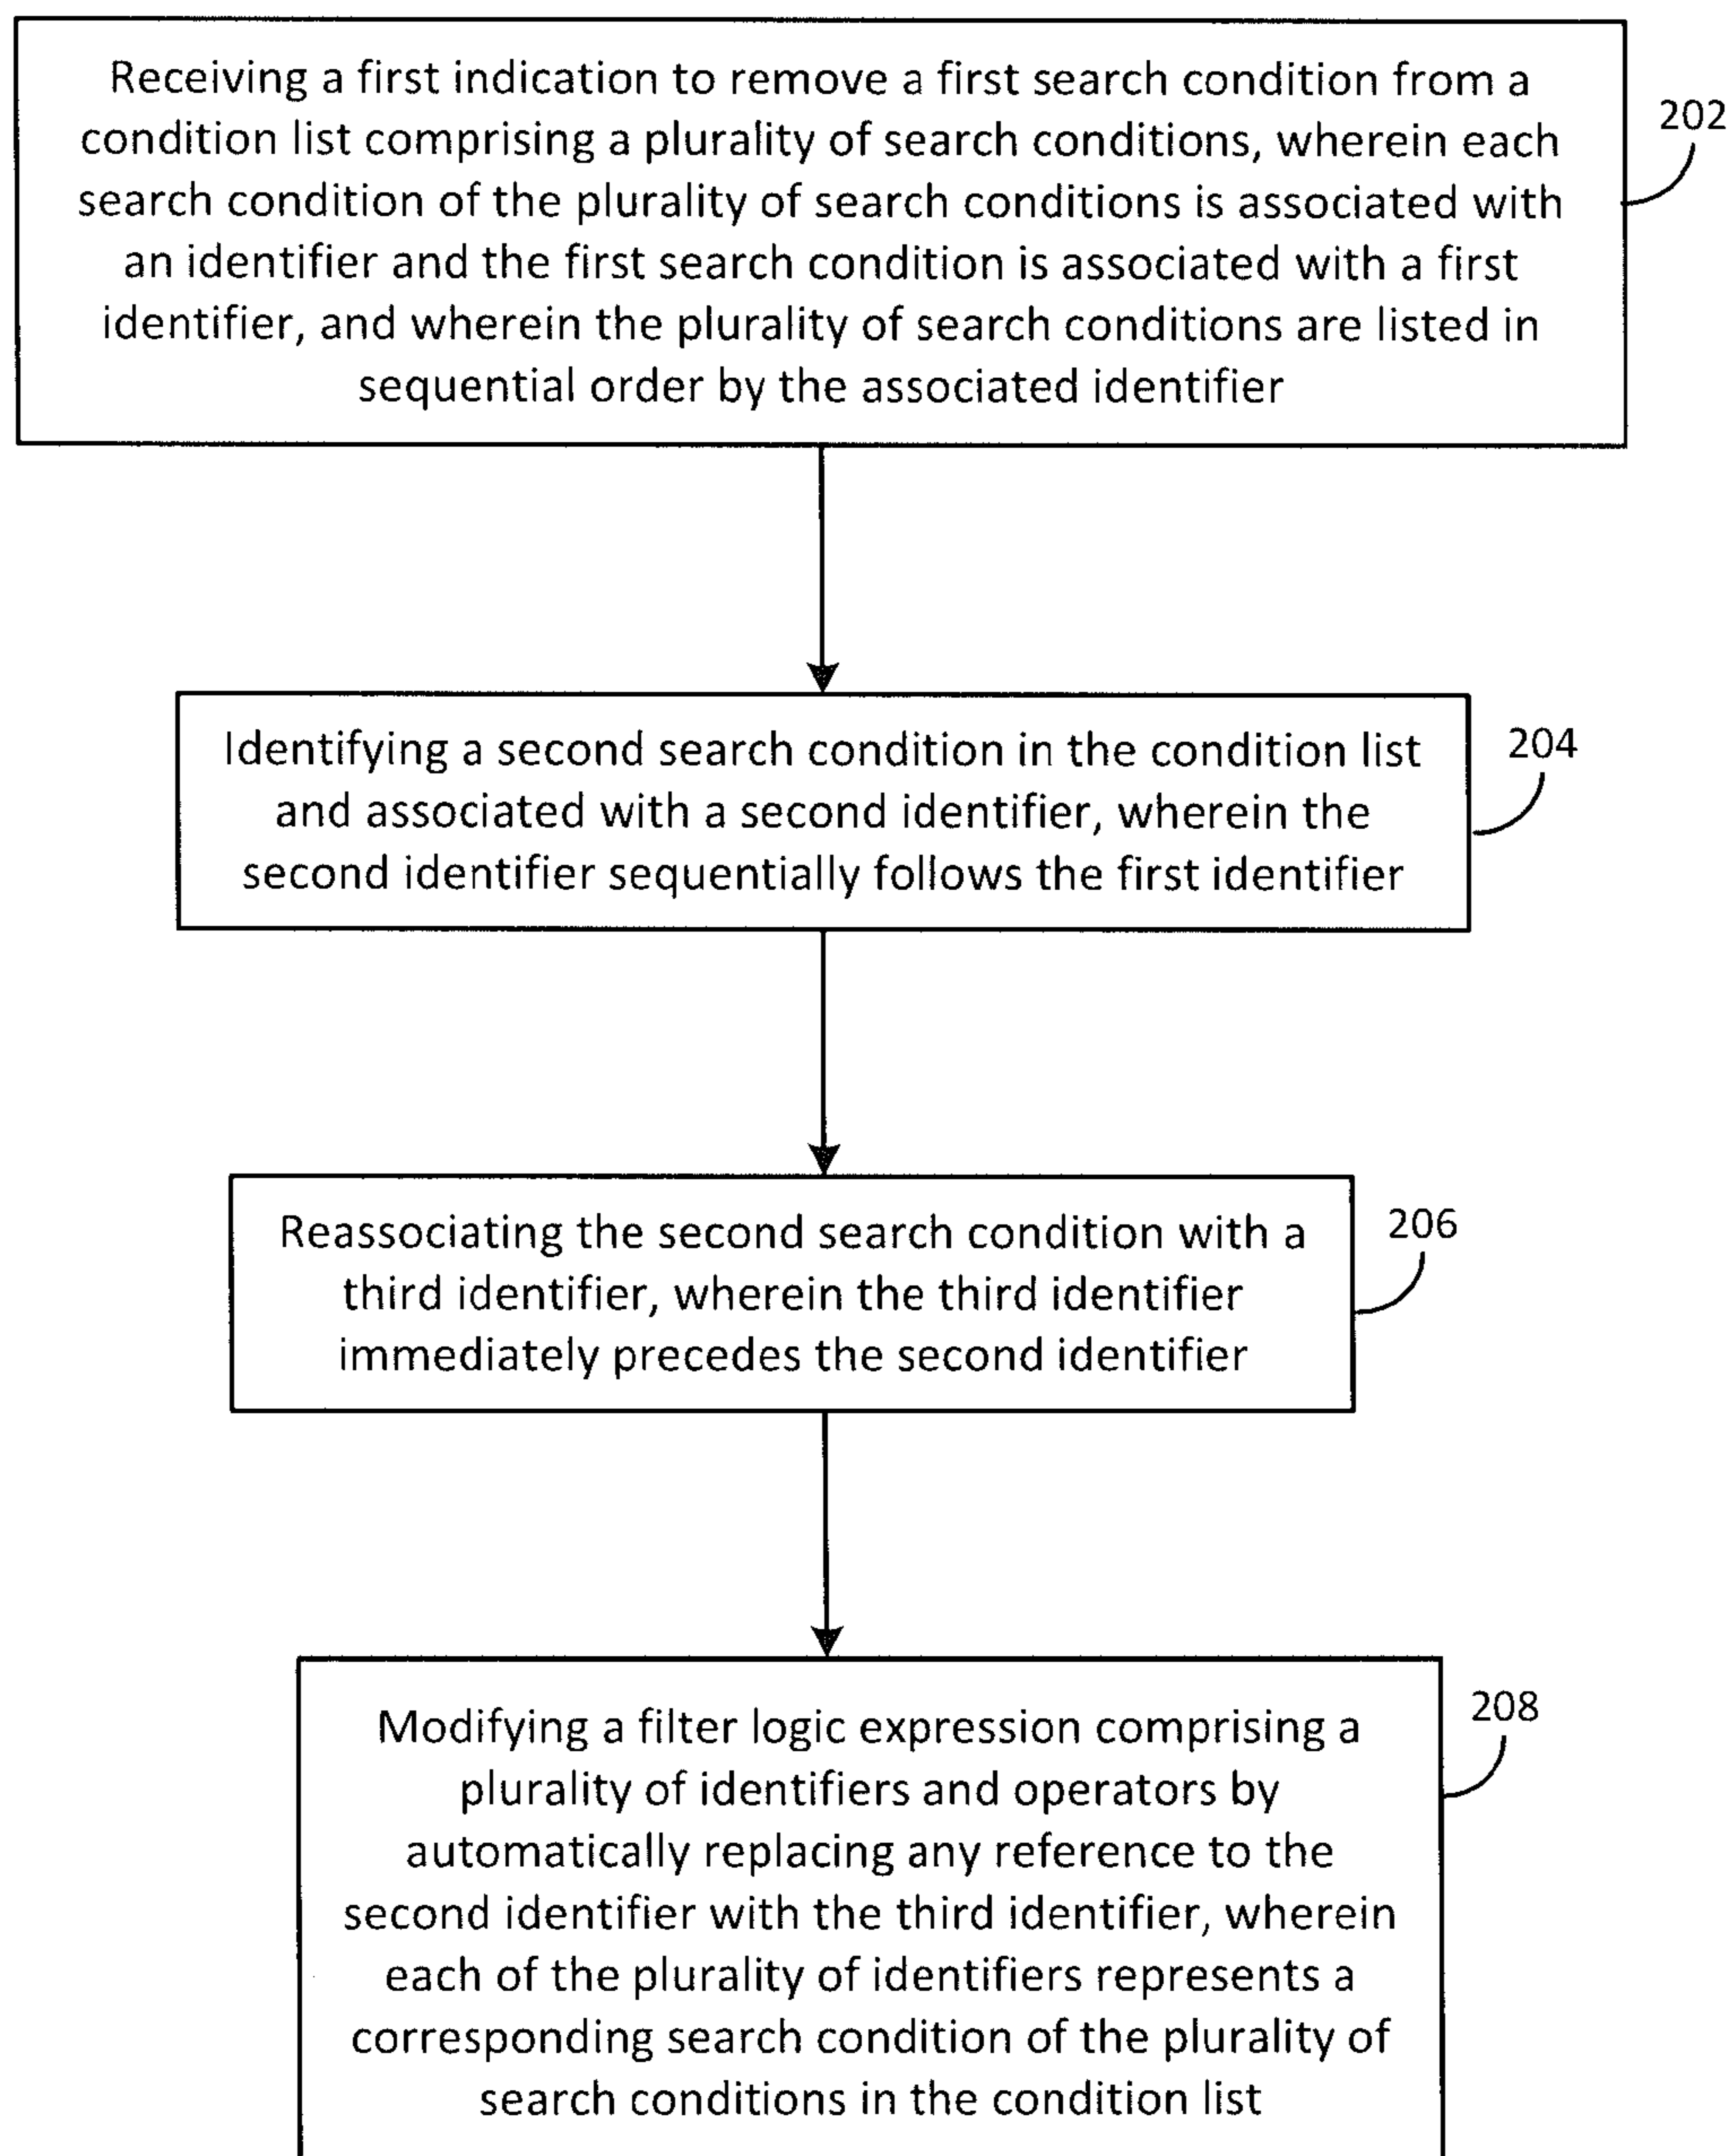 Receiving a first indication to remove a first search condition from a
condition list comprising a plurality of search conditions, wherein each
search condition of the plurality of search conditions is associated with
an identifier and the first search condition is associated with a first
identifier, and wherein the plurality of search conditions are listed in
sequential order by the associated identifier
202
Identifying a second search condition in the condition list
and associated with a second identifier, wherein the
second identifier sequentially follows the first identifier
204
Reassociating the second search condition with a
third identifier, wherein the third identifier
immediately precedes the second identifier
206
Modifying a filter logic expression comprising a
plurality of identifiers and operators by
automatically replacing any reference to the
second identifier with the third identifier, wherein
each of the plurality of identifiers represents a
corresponding search condition of the plurality of
search conditions in the condition list
208